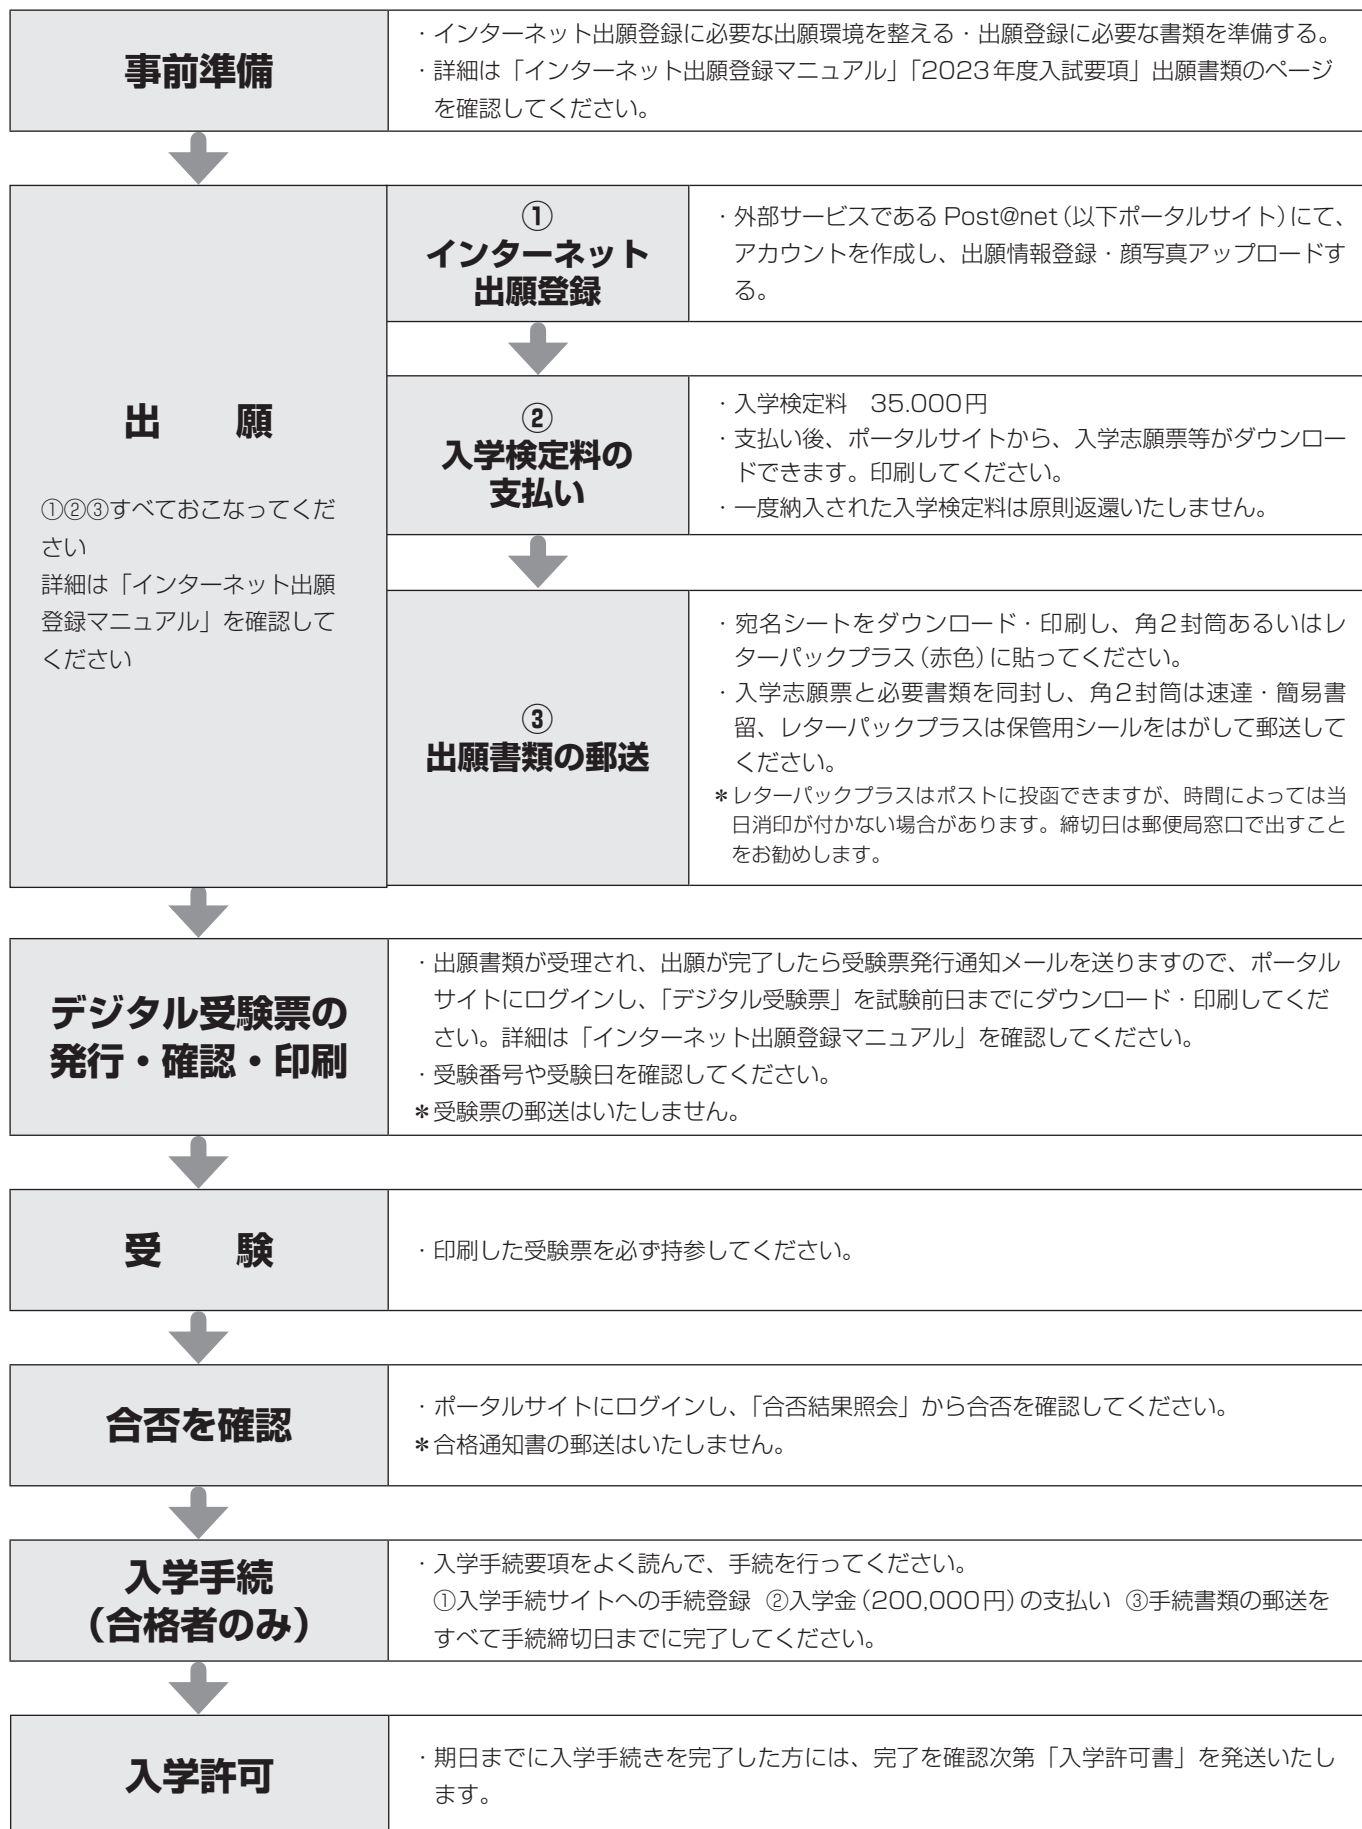 事前準備
・インターネット出願登録に必要な出願環境を整える・出願登録に必要な書類を準備する。
・詳細は「インターネット出願登録マニュアル」「2023年度入試要項」出願書類のページ
を確認してください。
出　願
①②③すべておこなってくだ
さい
詳細は「インターネット出願
登録マニュアル」を確認して
ください
①
インターネット
出願登録
・外部サービスである Post@net（以下ポータルサイト）にて、
アカウントを作成し、出願情報登録・顔写真アップロードす
る。
②
入学検定料の
支払い
・入学検定料　35.000円
・支払い後、ポータルサイトから、入学志願票等がダウンロー
ドできます。印刷してください。
・一度納入された入学検定料は原則返還いたしません。
③
出願書類の郵送
・宛名シートをダウンロード・印刷し、角2封筒あるいはレ
ターパックプラス（赤色）に貼ってください。
・入学志願票と必要書類を同封し、角2封筒は速達・簡易書
留、レターパックプラスは保管用シールをはがして郵送して
ください。
＊レターパックプラスはポストに投函できますが、時間によっては当
日消印が付かない場合があります。締切日は郵便局窓口で出すこと
をお勧めします。
デジタル受験票の
発行・確認・印刷
・出願書類が受理され、出願が完了したら受験票発行通知メールを送りますので、ポータル
サイトにログインし、「デジタル受験票」を試験前日までにダウンロード・印刷してくだ
さい。詳細は「インターネット出願登録マニュアル」を確認してください。
・受験番号や受験日を確認してください。
＊受験票の郵送はいたしません。
受　験
・印刷した受験票を必ず持参してください。
合否を確認
・ポータルサイトにログインし、「合否結果照会」から合否を確認してください。
＊合格通知書の郵送はいたしません。
入学手続
（合格者のみ）
・入学手続要項をよく読んで、手続を行ってください。
①入学手続サイトへの手続登録 ②入学金（200,000円）の支払い ③手続書類の郵送を
すべて手続締切日までに完了してください。
入学許可
・期日までに入学手続きを完了した方には、完了を確認次第「入学許可書」を発送いたし
ます。